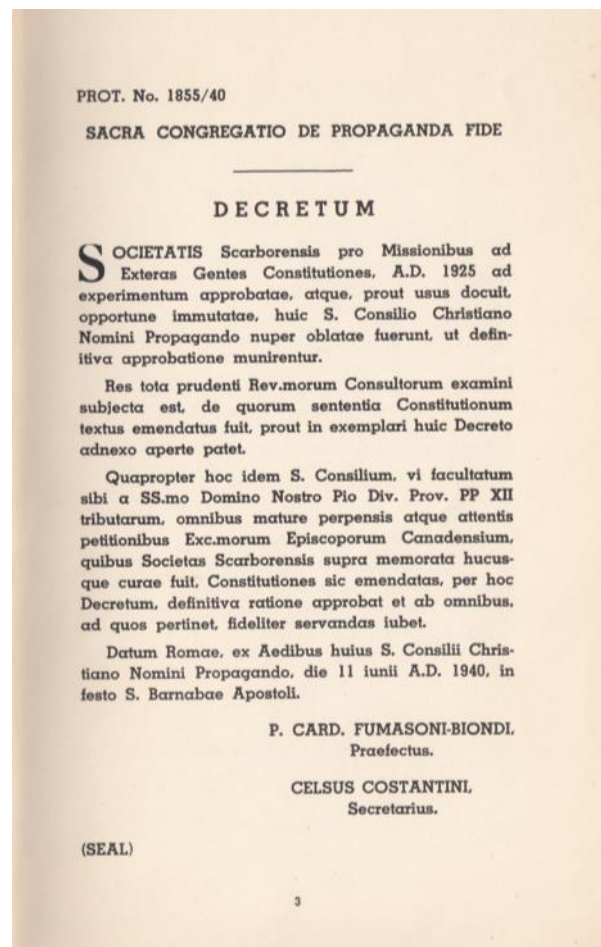 PROT. No. 1855/40
SACRA CONGREGATIO DE PROPAGANDA FIDE
DECRETUM
SOCIETATIS Scarborensis pro Missionibus ad
Exteras Gentes Constitutiones, A.D. 1925 ad
experimentum approbatae, atque, prout usus docuit,
opportune immutatae, huic S. Consilio Christiano
Nomini Propagando nuper oblatae fuerunt, ut defin-
itiva approbatione munirentur.
Res tota prudenti Rev.morum Consultorum examini
subjecta est, de quorum sententia Constitutionum
textus emendatus fuit, prout in exemplari huic Decreto
adnexo aperte patet.
Quapropter hoc idem S. Consilium, vi facultatum
sibi a SS.mo Domino Nostro Pio Div. Prov. PP XII
tributarum, omnibus mature perpensis atque attentis
petitionibus Exc.morum Episcoporum Canadensium,
quibus Societas Scarborensis supra memorata hucus-
que curae fuit, Constitutiones sic emendatas, per hoc
Decretum, definitiva ratione approbat et ab omnibus,
ad quos pertinet, fideliter servandas iubet.
Datum Romae, ex Aedibus huius S. Consilii Chris-
tiano Nomini Propagando, die 11 iunii A.D. 1940, in
festo S. Barnabae Apostoli.
P. CARD. FUMASONI-BIONDI,
Praefectus.
CELSUS COSTANTINI,
Secretarius.
(SEAL)
3